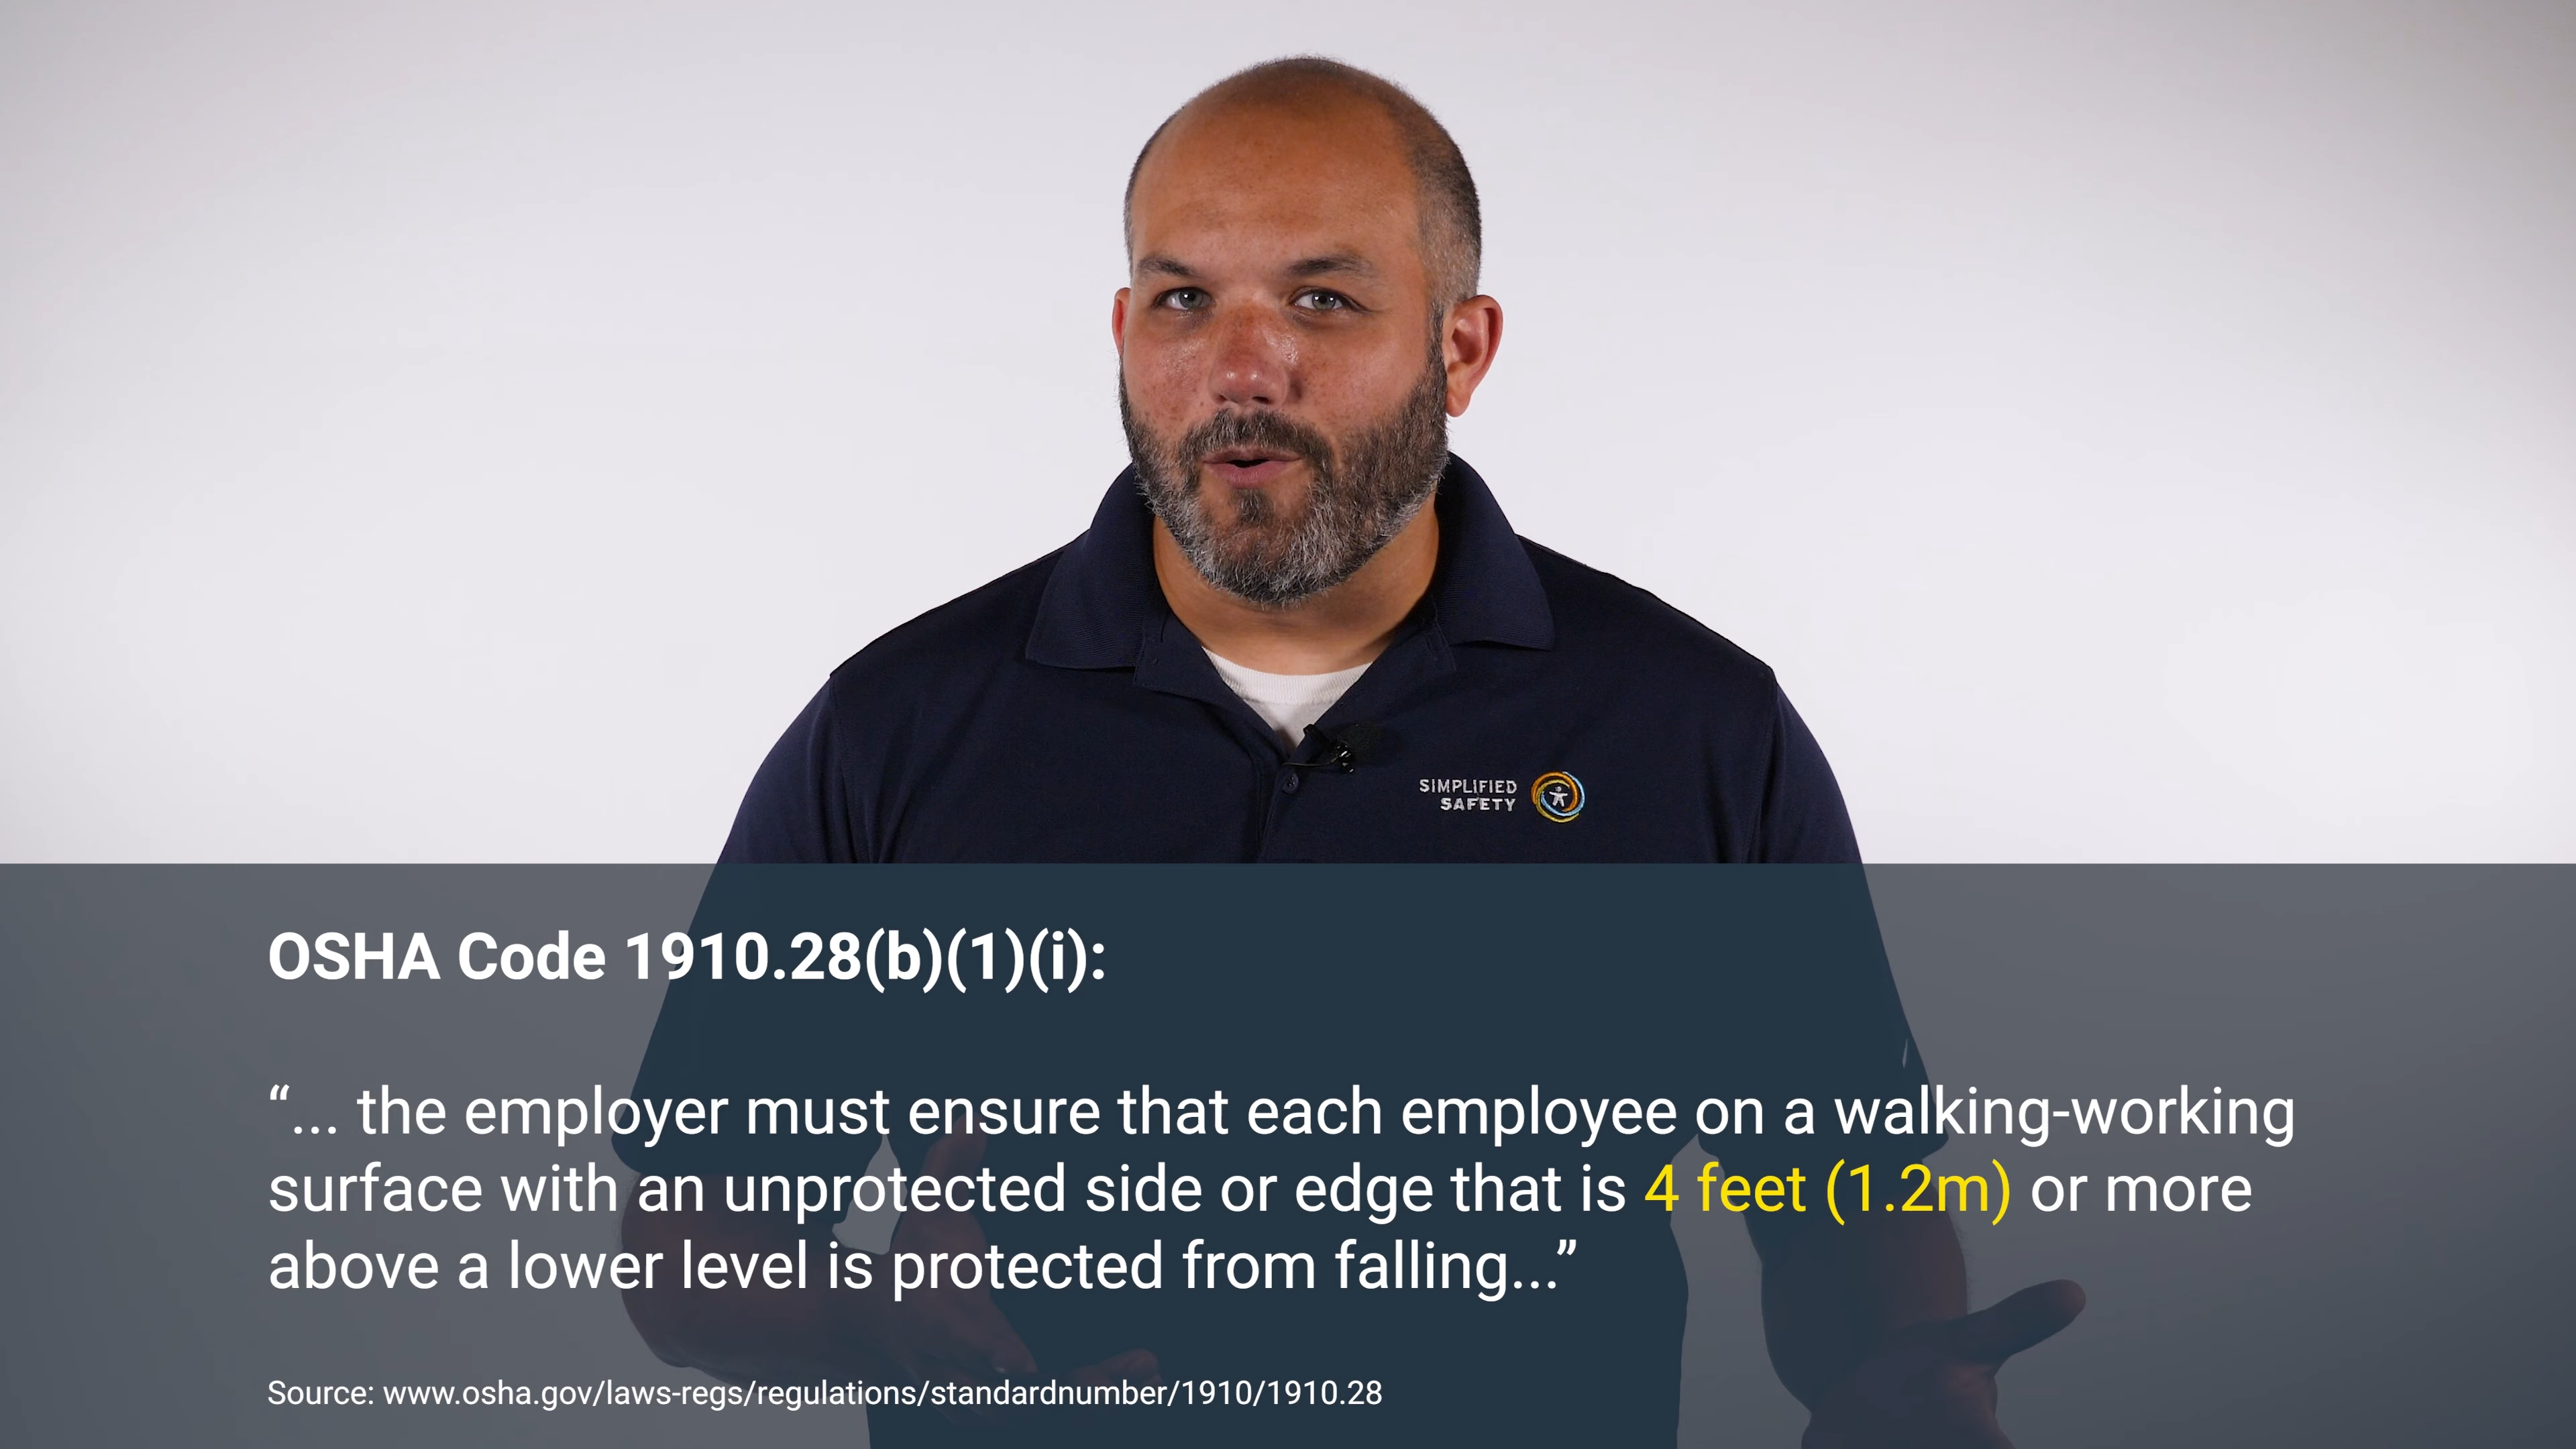 SIMPLIFIED
SAFETY
OSHA Code 1910.28(b)(1)(i):
“... the employer must ensure that each employee on a walking-working
surface with an unprotected side or edge that is 4 feet (1.2m) or more
above a lower level is protected from falling...”
Source: www.osha.gov/laws-regs/regulations/standardnumber/1910/1910.28